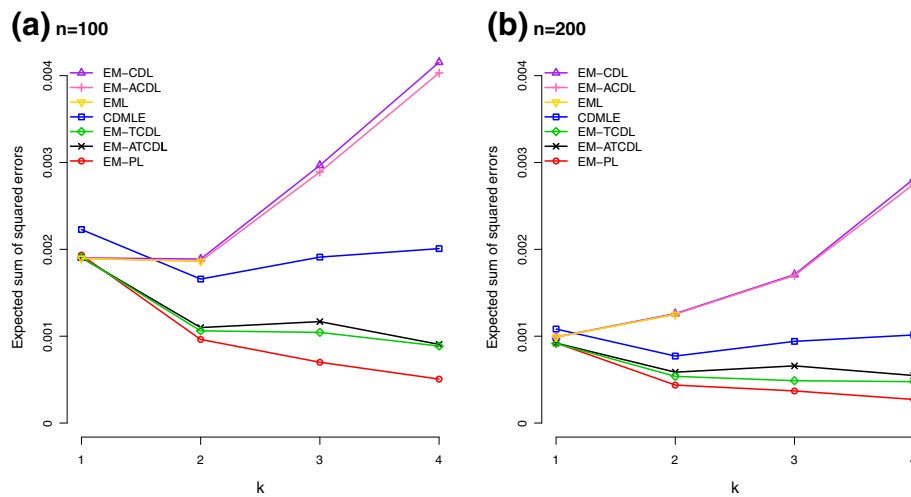 (a) n=100
EM−CDL
EM−ACDL
EML
CDMLE
EM−TCDL
EM−ATCDL
EM−PL
Expected sum of squared errors
0.004
0.003
0.002
0.001
0
1 2 3 4
k
(b) n=200
EM−CDL
EM−ACDL
EML
CDMLE
EM−TCDL
EM−ATCDL
EM−PL
Expected sum of squared errors
0.004
0.003
0.002
0.001
0
1 2 3 4
k